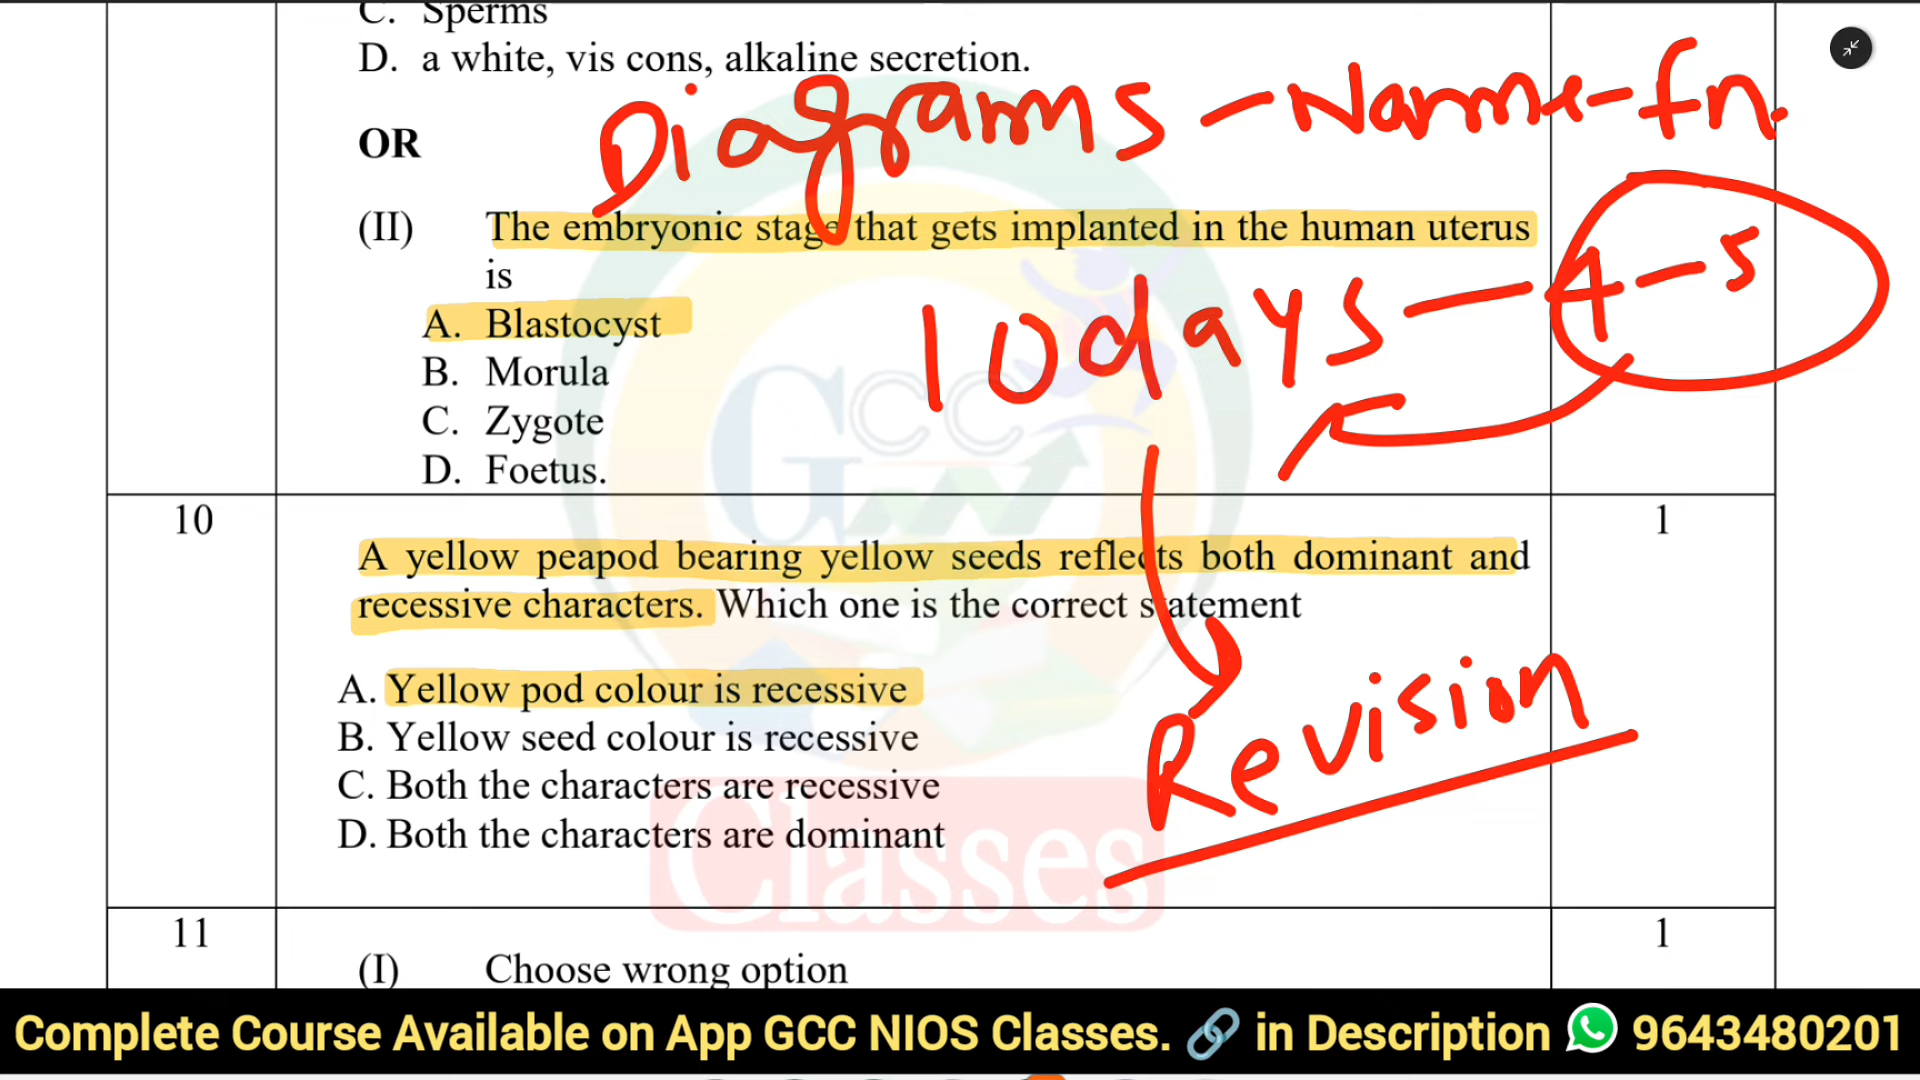 C. Sperms
D. a white, vis cons, alkaline secretion.
Diagrams - Name - fn.
OR
(II) The embryonic stage that gets implanted in the human uterus
is
A. Blastocyst
10days - 4-5
B. Morula
C. Zygote
D. Foetus.
10 1
A yellow peapod bearing yellow seeds reflects both dominant and
recessive characters. Which one is the correct statement
A. Yellow pod colour is recessive
Revision
B. Yellow seed colour is recessive
C. Both the characters are recessive
D. Both the characters are dominant
GCC
Classes
11 1
(I) Choose wrong option
Complete Course Available on App GCC NIOS Classes. 🔗 in Description 9643480201